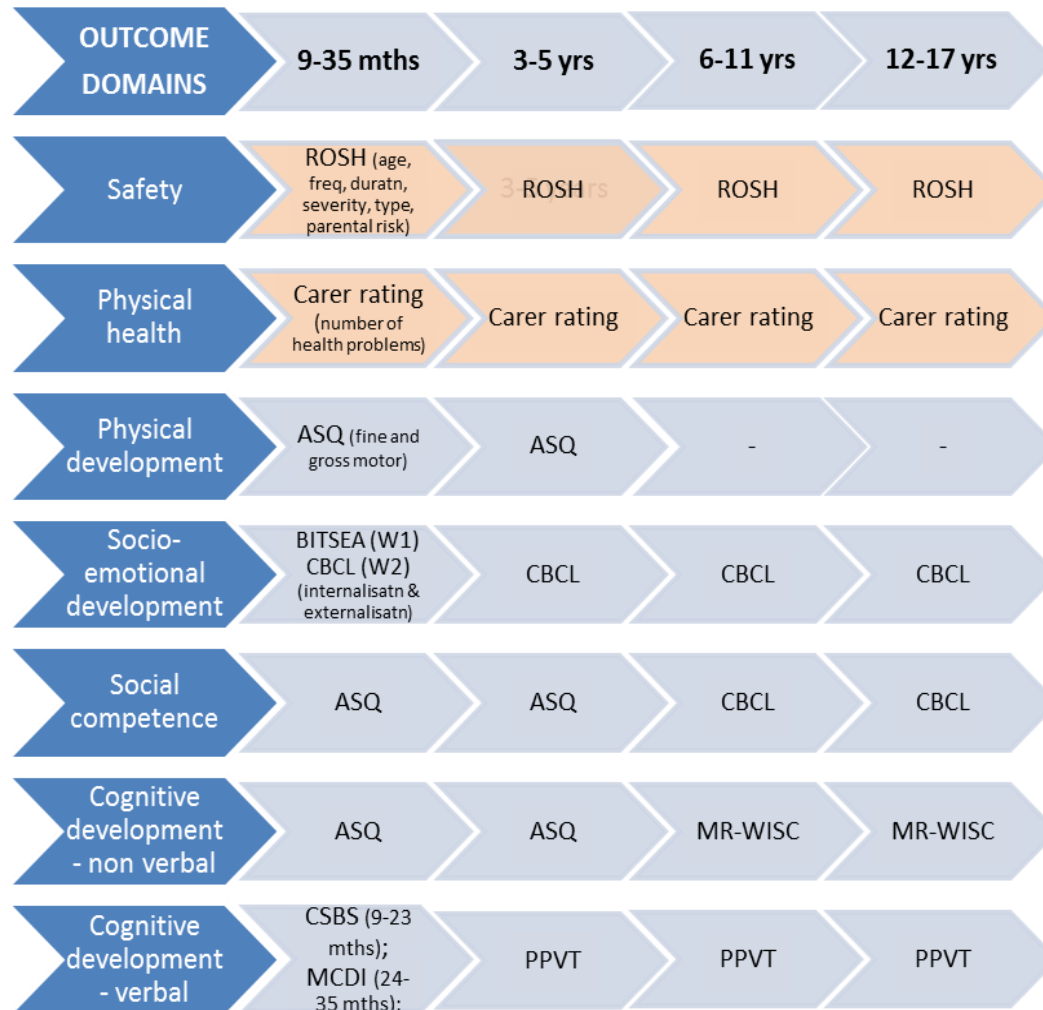 OUTCOME
DOMAINS
9-35 mths
3-5 yrs
6-11 yrs
12-17 yrs
Safety
ROSH (age,
freq, duratn,
severity, type,
parental risk)
3-5 years
ROSH
ROSH
ROSH
Physical
health
Carer rating
(number of
health problems)
Carer rating
Carer rating
Carer rating
Physical
development
ASQ (fine and
gross motor)
ASQ
-
-
Socio-
emotional
development
BITSEA (W1)
CBCL (W2)
(internalisatn &
externalisatn)
CBCL
CBCL
CBCL
Social
competence
ASQ
ASQ
CBCL
CBCL
Cognitive
development
- non verbal
ASQ
ASQ
MR-WISC
MR-WISC
Cognitive
development
- verbal
CSBS (9-23
mths);
MCDI (24-
35 mths);
PPVT
PPVT
PPVT